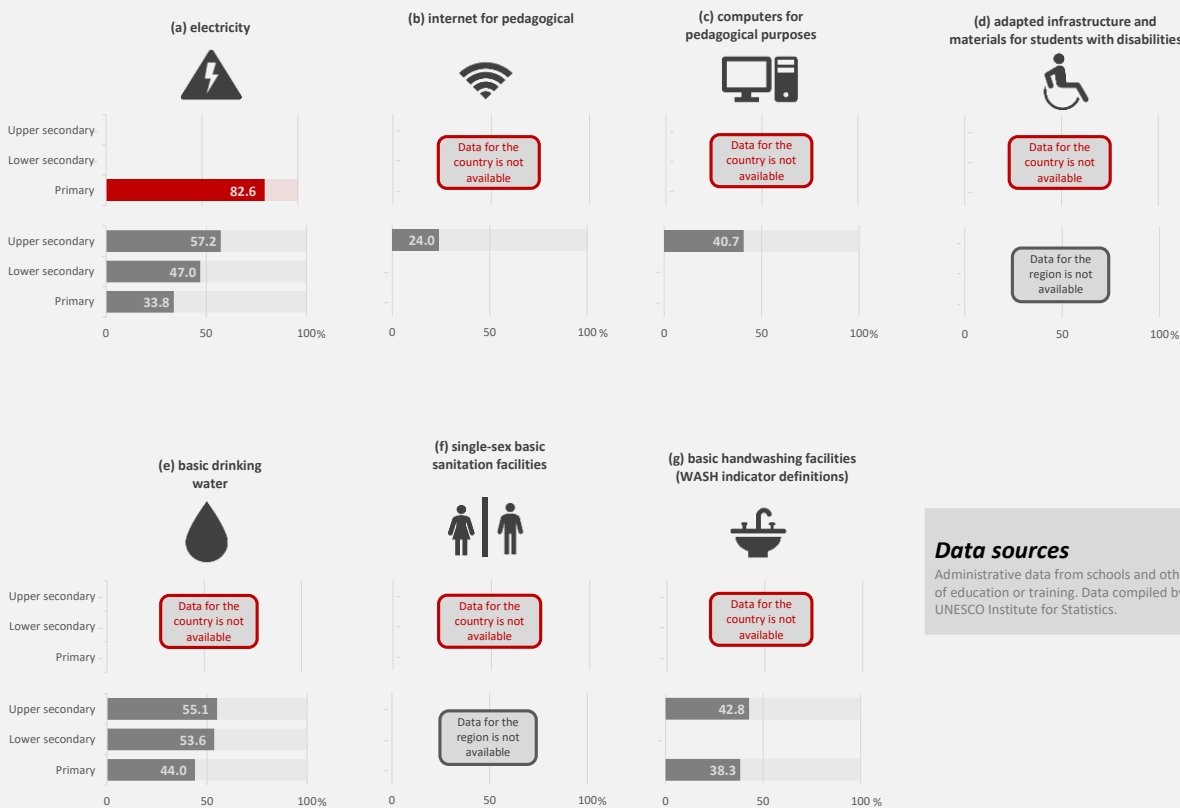 (a) electricity
(b) internet for pedagogical
(c) computers for
pedagogical purposes
(d) adapted infrastructure and
materials for students with disabilities
Upper secondary
Lower secondary
Primary
82.6
Data for the
country is not
available
Data for the
country is not
available
Data for the
country is not
available
Upper secondary
57.2
Lower secondary
47.0
Primary
33.8
24.0
40.7
Data for the
region is not
available
0 50 100%
0 50 100%
0 50 100%
0 50 100%
(e) basic drinking
water
(f) single-sex basic
sanitation facilities
(g) basic handwashing facilities
(WASH indicator definitions)
Upper secondary
Lower secondary
Primary
Data for the
country is not
available
Data for the
country is not
available
Data for the
country is not
available
Upper secondary
55.1
Lower secondary
53.6
Primary
44.0
Data for the
region is not
available
42.8
38.3
0 50 100%
0 50 100%
0 50 100%
Data sources
Administrative data from schools and oth
of education or training. Data compiled by
UNESCO Institute for Statistics.